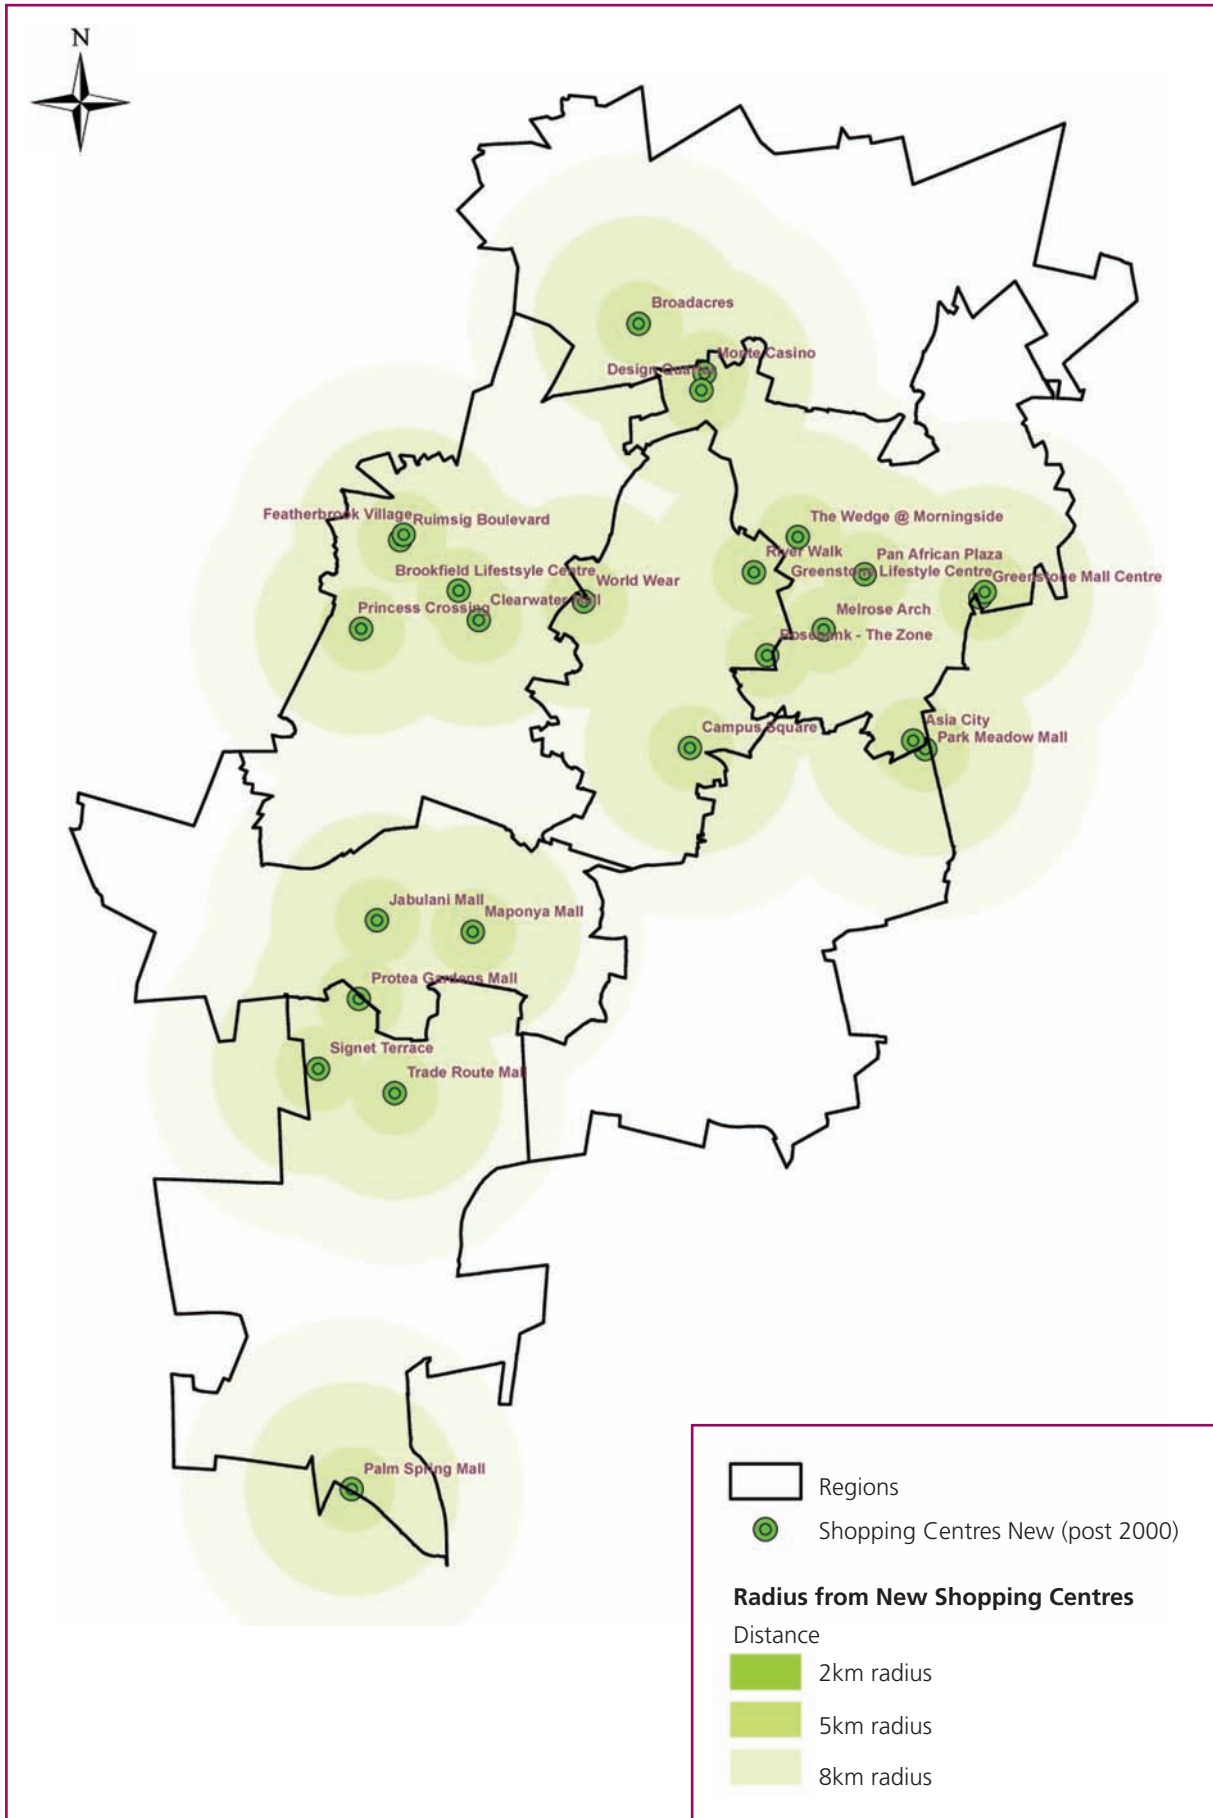 N
Broadacres
Monte Casino
Design Quarter
Featherbrook Village
Ruimsig Boulevard
The Wedge @ Morningside
River Walk
Pan African Plaza
Brookfield Lifestsyle Centre
World Wear
Greenstone Lifestyle Centre
Greenstone Mall Centre
Princess Crossing
Clearwater Mall
Melrose Arch
Rosebank - The Zone
Campus Square
Asia City
Park Meadow Mall
Jabulani Mall
Maponya Mall
Protea Gardens Mall
Signet Terrace
Trade Route Mall
Palm Spring Mall
Regions
Shopping Centres New (post 2000)
Radius from New Shopping Centres
Distance
2km radius
5km radius
8km radius